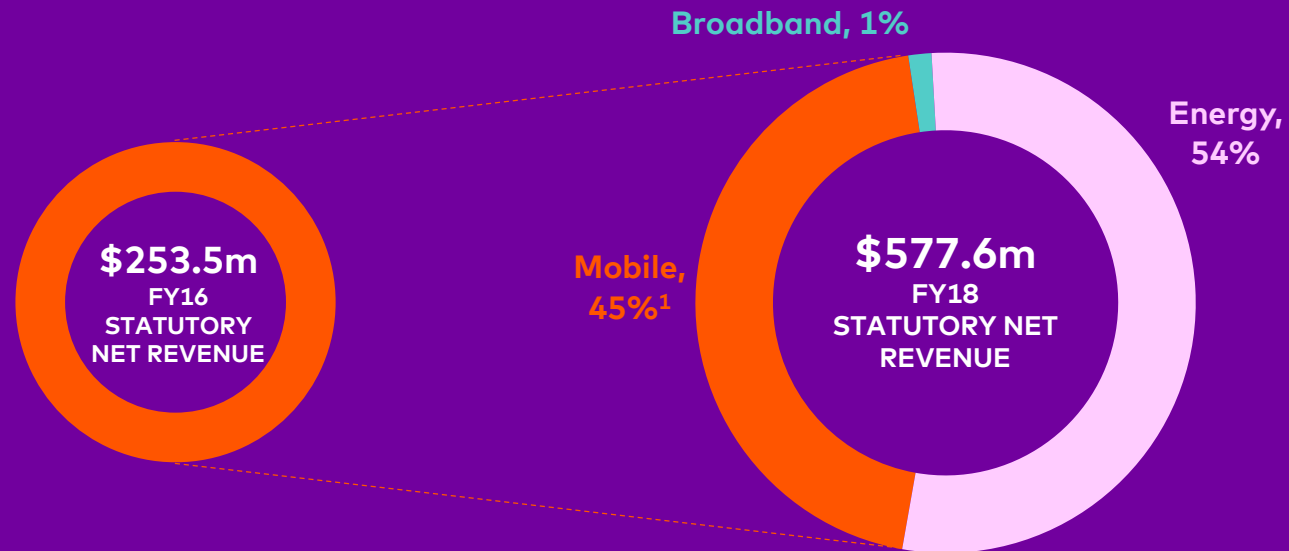 Broadband, 1%
Energy,
54%
$253.5m
FY16
STATUTORY
NET REVENUE
Mobile,
45%¹
$577.6m
FY18
STATUTORY NET
REVENUE